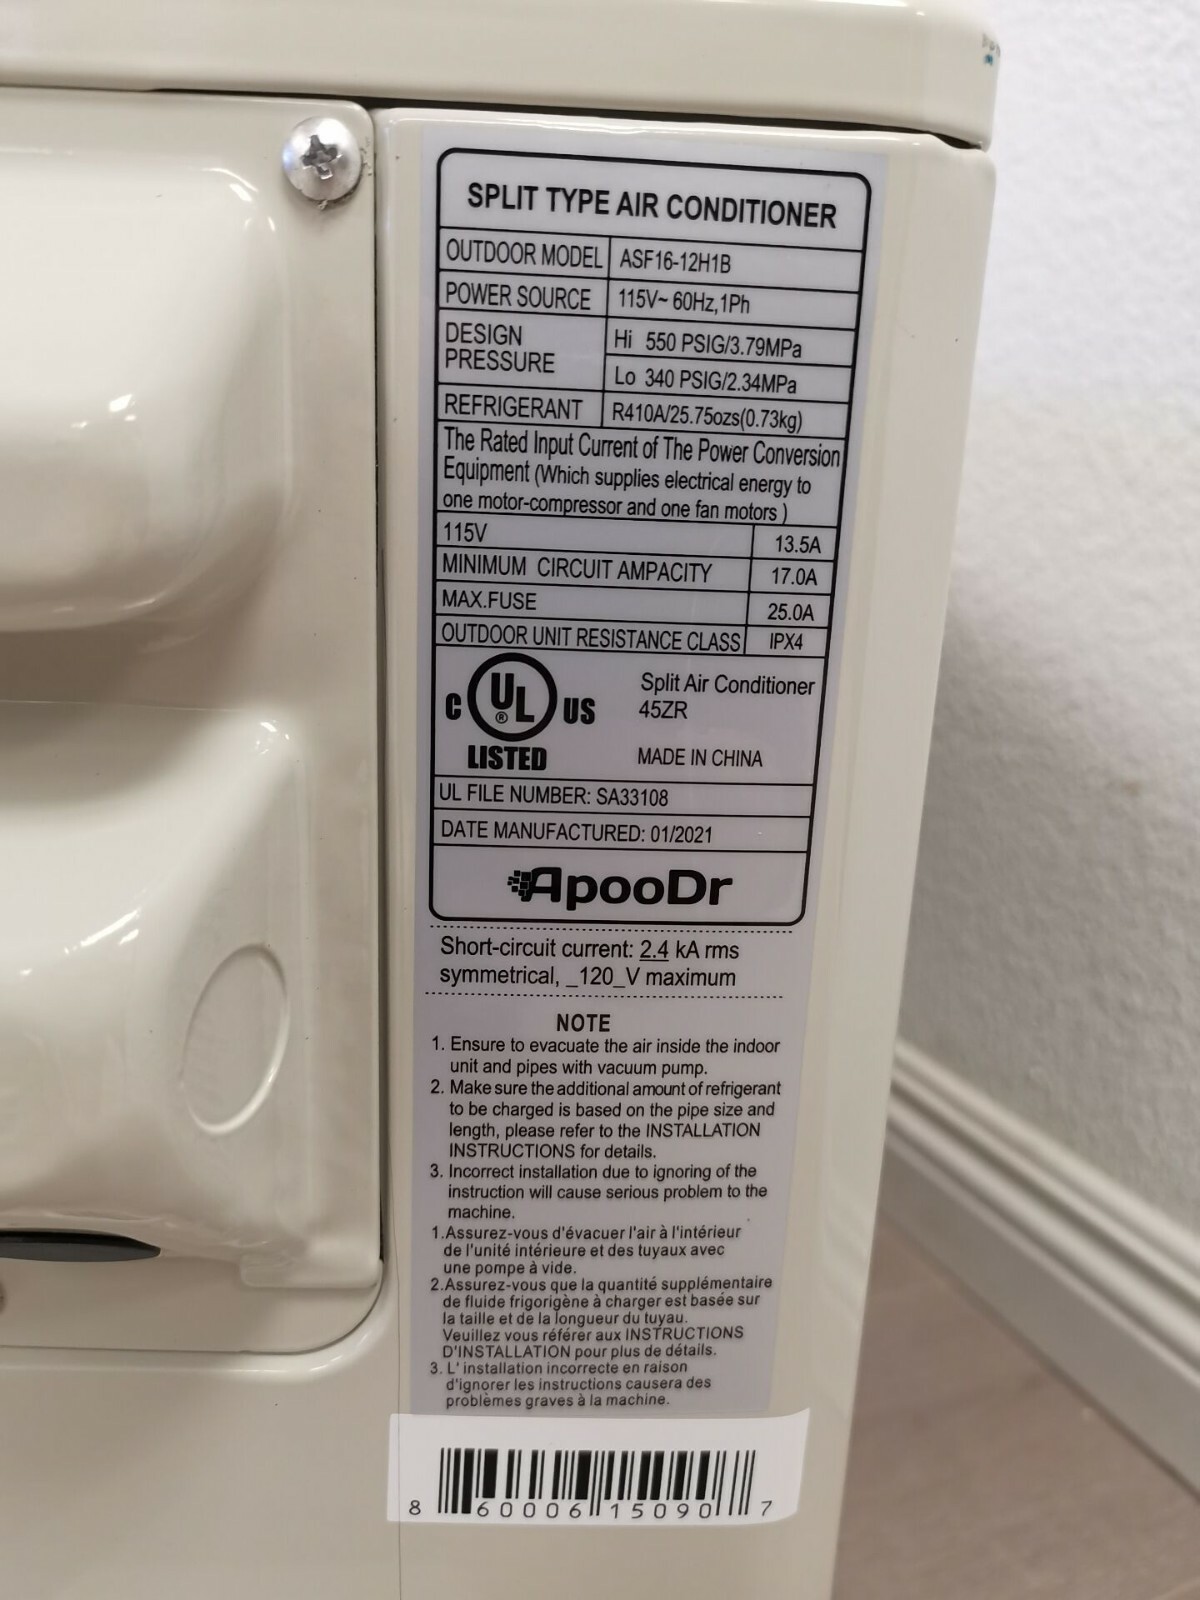 SPLIT TYPE AIR CONDITIONER
OUTDOOR MODEL ASF16-12H1B
POWER SOURCE 115V~ 60Hz,1Ph
DESIGN PRESSURE Hi 550 PSIG/3.79MPa
Lo 340 PSIG/2.34MPa
REFRIGERANT R410A/25.75ozs(0.73kg)
The Rated Input Current of The Power Conversion
Equipment (Which supplies electrical energy to
one motor-compressor and one fan motors )
115V 13.5A
MINIMUM CIRCUIT AMPACITY 17.0A
MAX.FUSE 25.0A
OUTDOOR UNIT RESISTANCE CLASS IPX4
C UL ® US
LISTED
Split Air Conditioner
45ZR
MADE IN CHINA
UL FILE NUMBER: SA33108
DATE MANUFACTURED: 01/2021
ApooDr
Short-circuit current: 2.4 kA rms
symmetrical, _120_V maximum
NOTE
1. Ensure to evacuate the air inside the indoor
unit and pipes with vacuum pump.
2. Make sure the additional amount of refrigerant
to be charged is based on the pipe size and
length, please refer to the INSTALLATION
INSTRUCTIONS for details.
3. Incorrect installation due to ignoring of the
instruction will cause serious problem to the
machine.
1.Assurez-vous d'évacuer l'air à l'intérieur
de l'unité intérieure et des tuyaux avec
une pompe à vide.
2.Assurez-vous que la quantité supplémentaire
de fluide frigorigène à charger est basée sur
la taille et de la longueur du tuyau.
Veuillez vous référer aux INSTRUCTIONS
D'INSTALLATION pour plus de détails.
3. L' installation incorrecte en raison
d'ignorer les instructions causera des
problèmes graves à la machine.
8 60006 15090 7